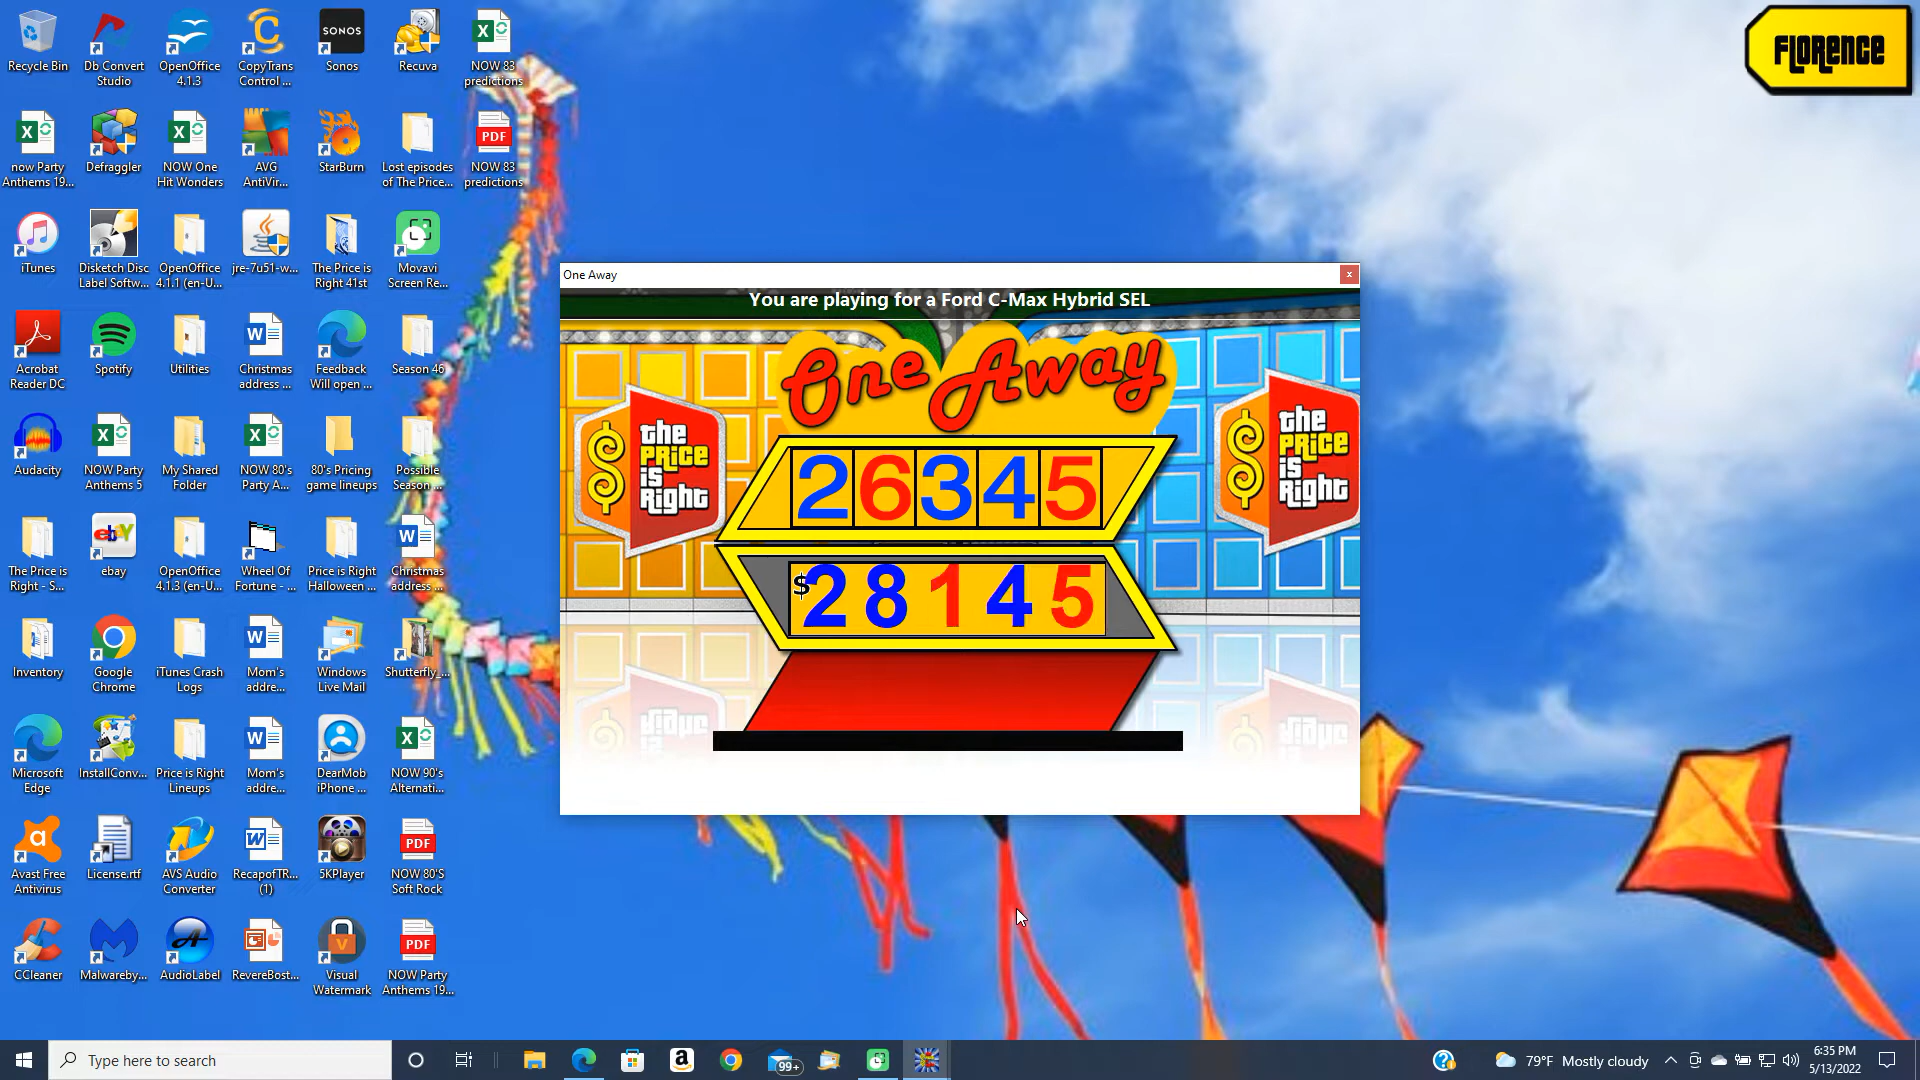 Recycle Bin
Db Convert
Studio
OpenOffice
4.1.3
CopyTrans
Control ...
SONOS
Sonos
Recuva
NOW 83
predictions
FLORENCE
now Party
Anthems 19...
Defraggler
NOW One
Hit Wonders
AVG
AntiVir...
StarBurn
Lost episodes
of The Price...
PDF
NOW 83
predictions
iTunes
Disketch Disc
Label Softw...
OpenOffice
4.1.1 (en-U...
jre-7u51-w...
The Price is
Right 41st
Movavi
Screen Re...
Acrobat
Reader DC
Spotify
Utilities
Christmas
address ...
Feedback
Will open ...
Season 46
Audacity
NOW Party
Anthems 5
My Shared
Folder
NOW 80's
Party A...
80's Pricing
game lineups
Possible
Season ...
The Price is
Right - S...
ebay
ebay
OpenOffice
4.1.3 (en-U...
Wheel Of
Fortune - ...
Price is Right
Halloween ...
Christmas
address ...
Inventory
Google
Chrome
iTunes Crash
Logs
Mom's
addre...
Windows
Live Mail
Shutterfly_...
Microsoft
Edge
InstallConv...
Price is Right
Lineups
Mom's
addre...
DearMob
iPhone ...
NOW 90's
Alternati...
Avast Free
Antivirus
License.rtf
AVS Audio
Converter
RecapofTR...
(1)
5KPlayer
PDF
NOW 80'S
Soft Rock
CCleaner
Malwareby...
AudioLabel
RevereBost...
Visual
Watermark
PDF
NOW Party
Anthems 19...
One Away
You are playing for a Ford C-Max Hybrid SEL
One Away
the
PRICE
is
Right
the
PRICE
is
Right
26345
$28145
Type here to search
99+
79°F Mostly cloudy
6:35 PM
5/13/2022